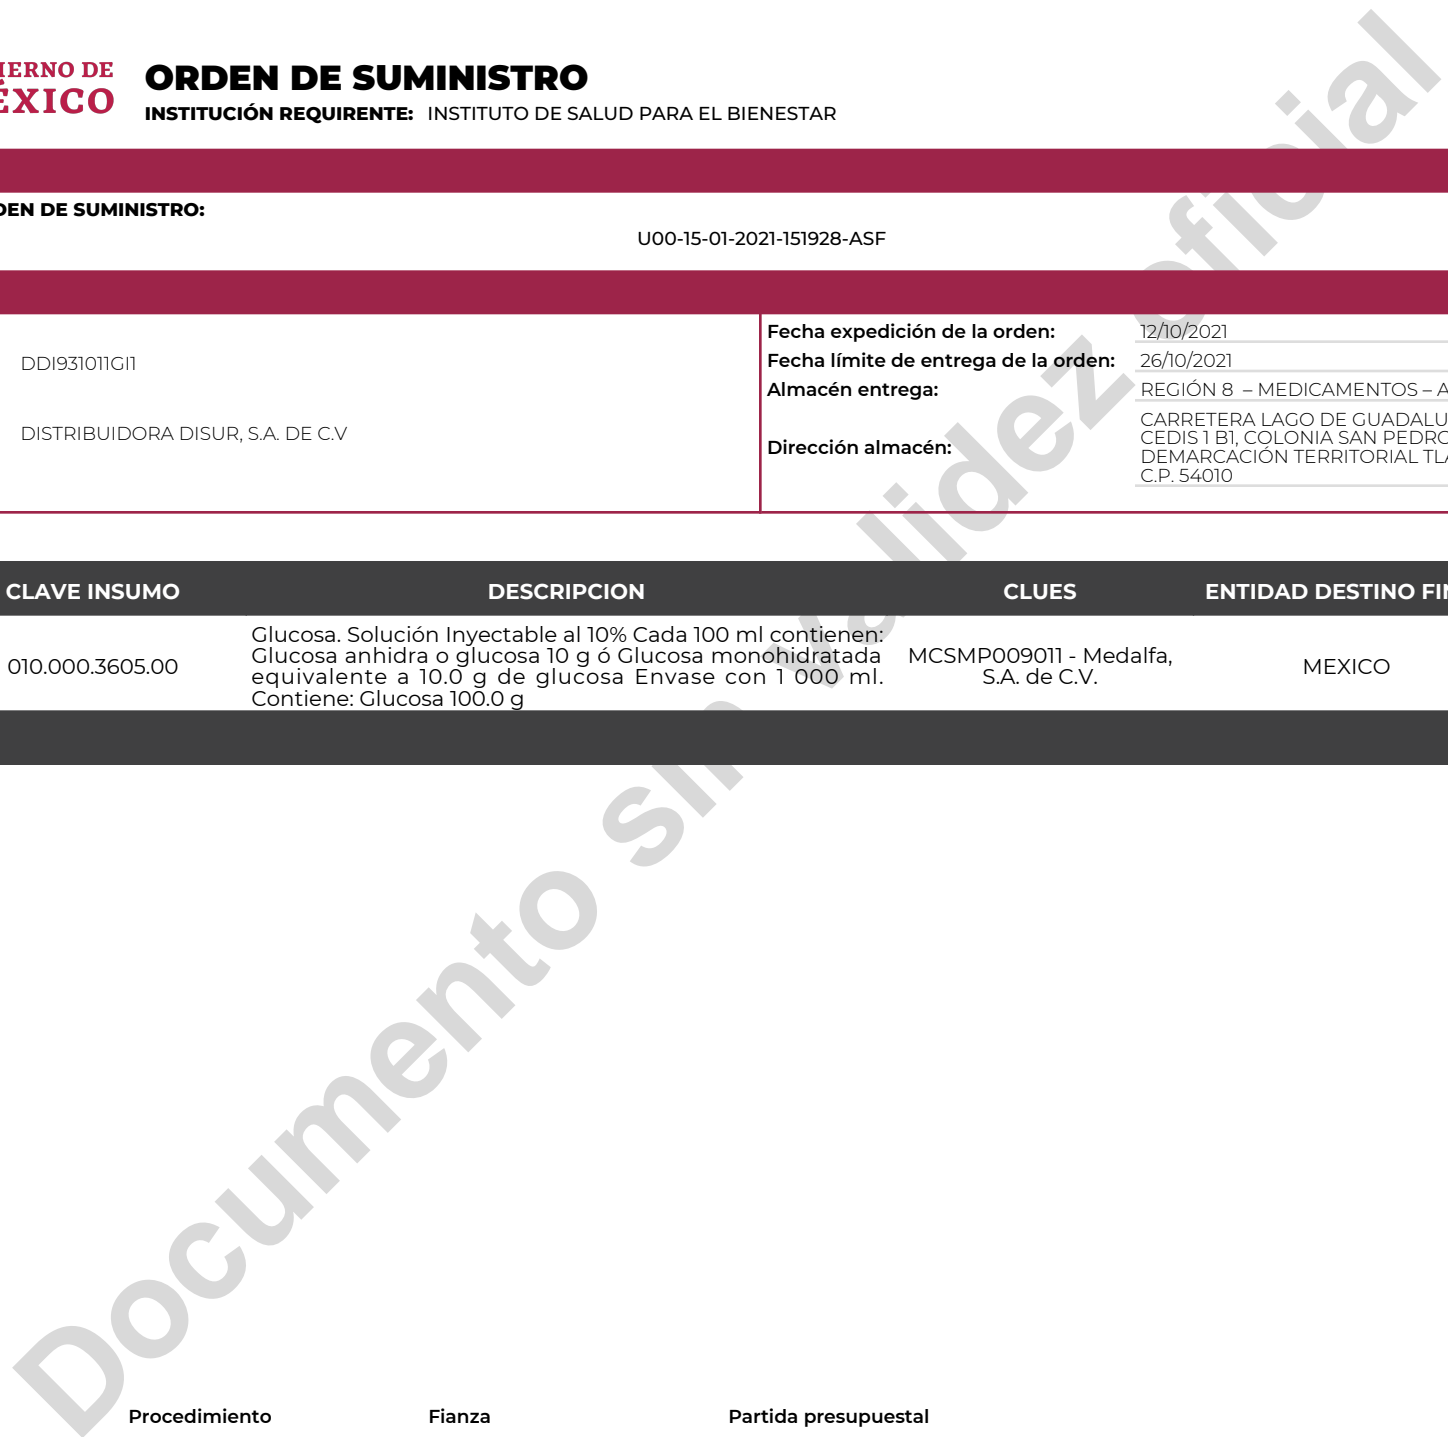 IERNO DE
ÉXICO
ORDEN DE SUMINISTRO
INSTITUCIÓN REQUIRENTE: INSTITUTO DE SALUD PARA EL BIENESTAR
DEN DE SUMINISTRO:
U00-15-01-2021-151928-ASF
DDI931011GI1
DISTRIBUIDORA DISUR, S.A. DE C.V
Fecha expedición de la orden: 12/10/2021
Fecha límite de entrega de la orden: 26/10/2021
Almacén entrega: REGIÓN 8 – MEDICAMENTOS – A
Dirección almacén:
CARRETERA LAGO DE GUADALU
CEDIS 1 B1, COLONIA SAN PEDRO
DEMARCACIÓN TERRITORIAL TLA
C.P. 54010
CLAVE INSUMO DESCRIPCION CLUES ENTIDAD DESTINO FIN
010.000.3605.00
Glucosa. Solución Inyectable al 10% Cada 100 ml contienen:
Glucosa anhidra o glucosa 10 g ó Glucosa monohidratada
equivalente a 10.0 g de glucosa Envase con 1 000 ml.
Contiene: Glucosa 100.0 g
MCSMP009011 - Medalfa,
S.A. de C.V.
MEXICO
Documento sin validez oficial
Procedimiento Fianza Partida presupuestal